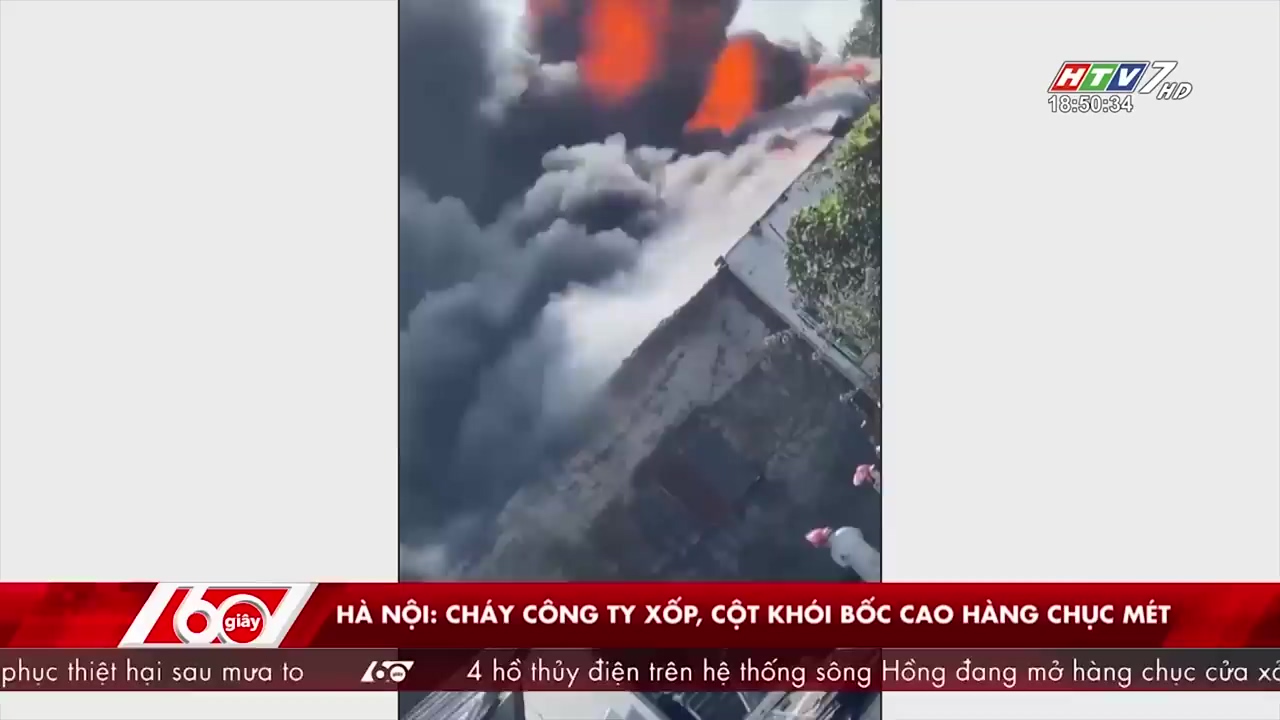 HTV7 HD
18:50:34
60 giây
HÀ NỘI: CHÁY CÔNG TY XỐP, CỘT KHÓI BỐC CAO HÀNG CHỤC MÉT
phục thiệt hại sau mưa to 60 giây 4 hồ thủy điện trên hệ thống sông Hồng đang mở hàng chục cửa